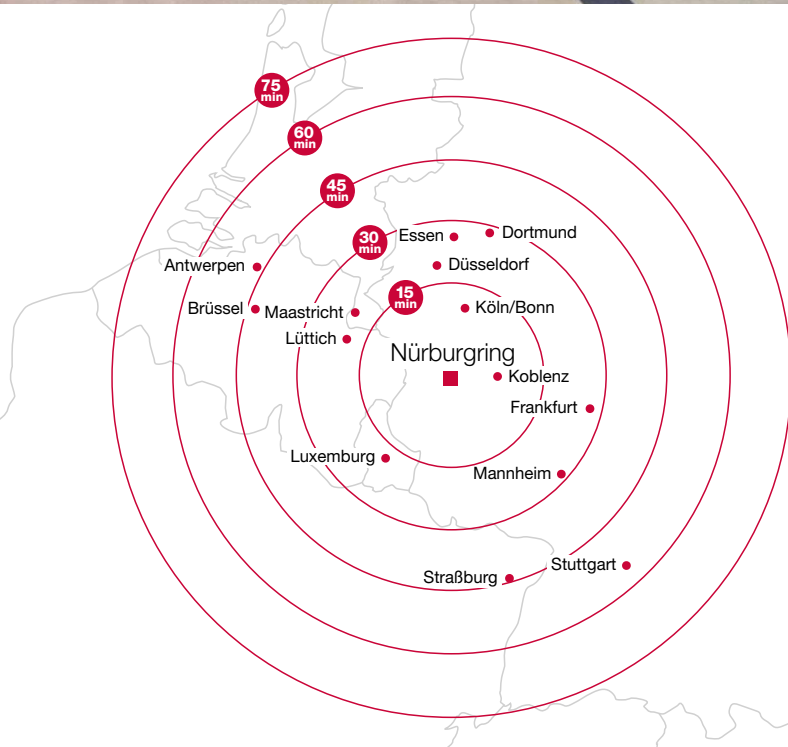 75
min
60
min
45
min
30
min
Essen
Dortmund
Antwerpen
Düsseldorf
15
min
Brüssel
Maastricht
Köln/Bonn
Lüttich
Nürburgring
Koblenz
Frankfurt
Luxemburg
Mannheim
Straßburg
Stuttgart